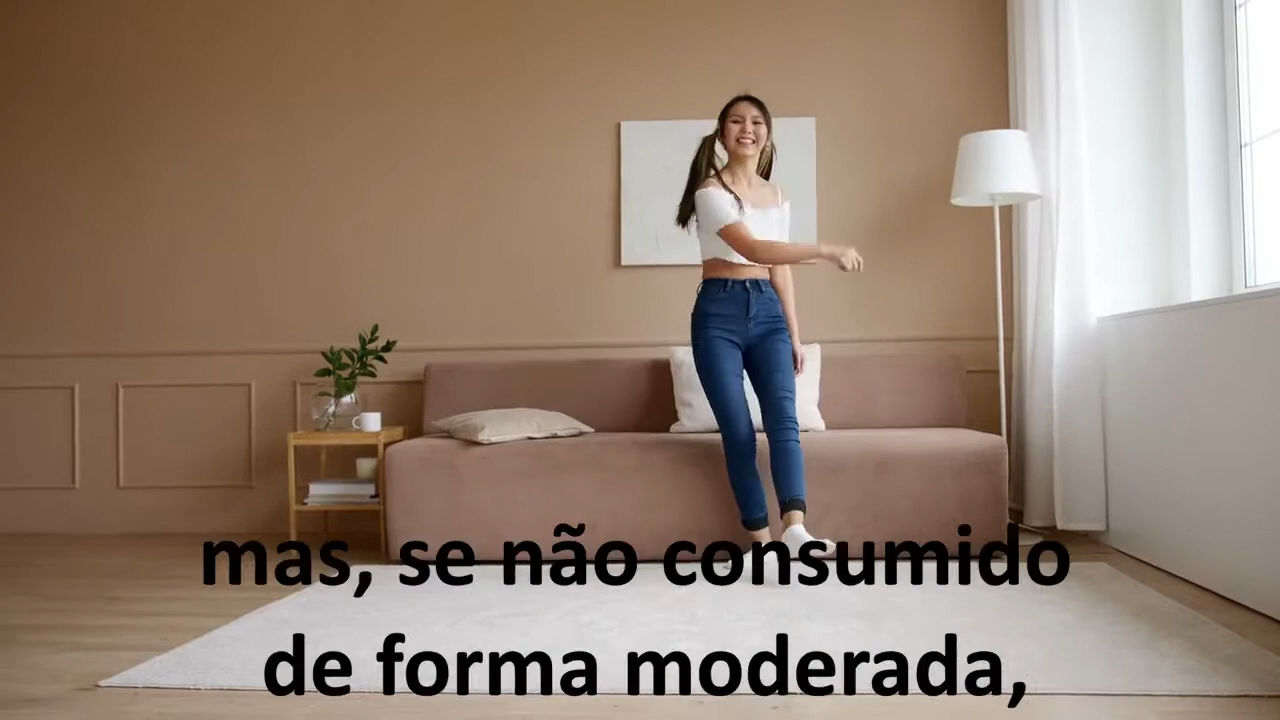 mas, se não consumido
de forma moderada,